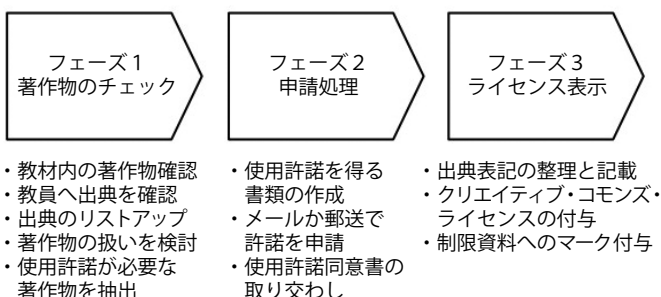 フェーズ1
著作物のチェック
・教材内の著作物確認
・教員へ出典を確認
・出典のリストアップ
・著作物の扱いを検討
・使用許諾が必要な
著作物を抽出
フェーズ2
申請処理
・使用許諾を得る
書類の作成
・メールか郵送で
許諾を申請
・使用許諾同意書の
取り交わし
フェーズ3
ライセンス表示
・出典表記の整理と記載
・クリエイティブ・コモンズ・
ライセンスの付与
・制限資料へのマーク付与